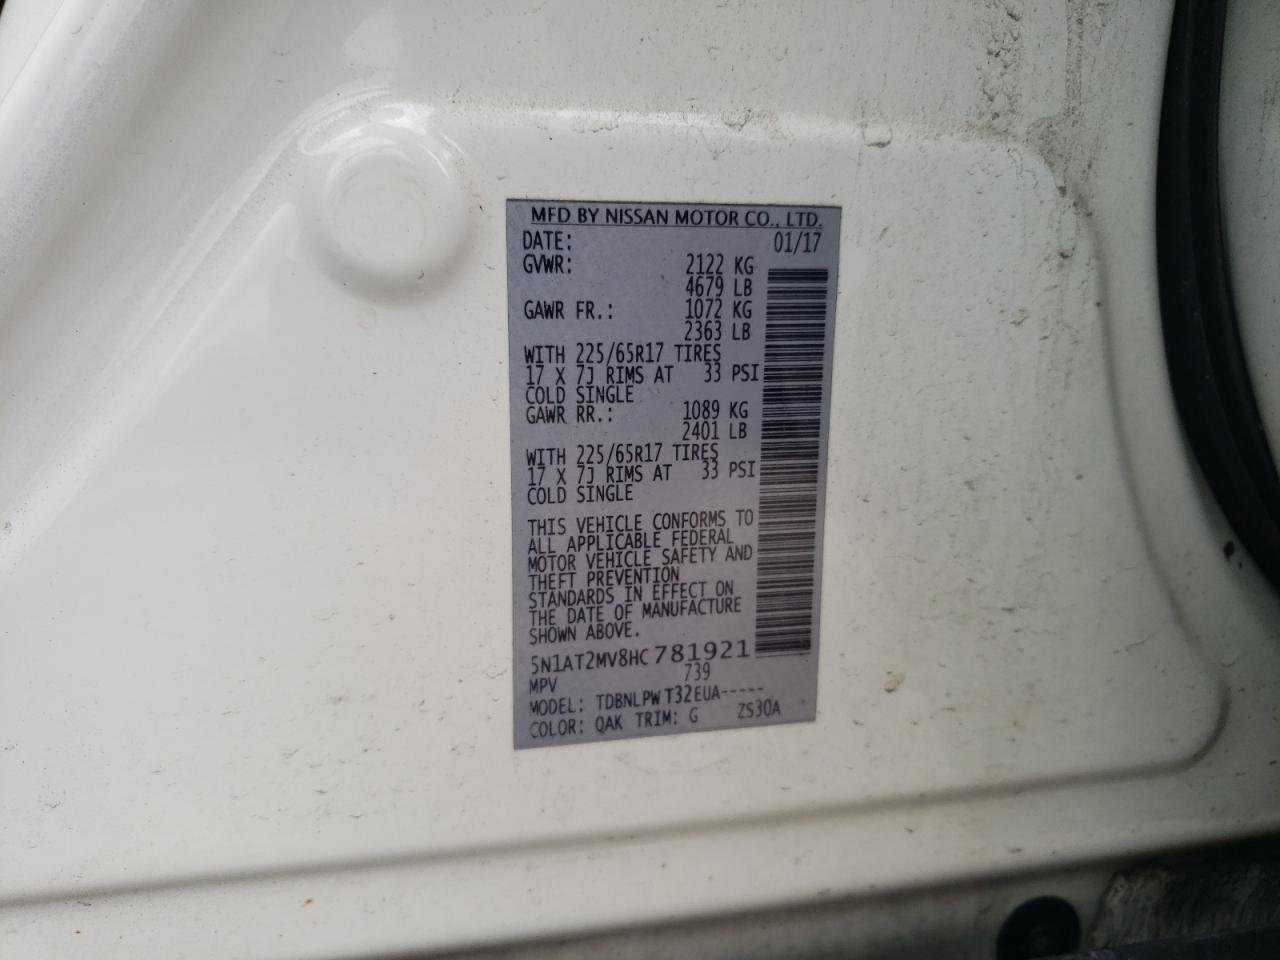 MFD BY NISSAN MOTOR CO., LTD.
DATE: 01/17
GVWR: 2122 KG
4679 LB
GAWR FR.: 1072 KG
2363 LB
WITH 225/65R17 TIRES
17 X 7J RIMS AT 33 PSI
COLD SINGLE
GAWR RR.: 1089 KG
2401 LB
WITH 225/65R17 TIRES
17 X 7J RIMS AT 33 PSI
COLD SINGLE
THIS VEHICLE CONFORMS TO
ALL APPLICABLE FEDERAL
MOTOR VEHICLE SAFETY AND
THEFT PREVENTION
STANDARDS IN EFFECT ON
THE DATE OF MANUFACTURE
SHOWN ABOVE.
5N1AT2MV8HC781921
MPV 739
MODEL: TDBNLPW T32EUA-----
COLOR: QAK TRIM: G ZS30A